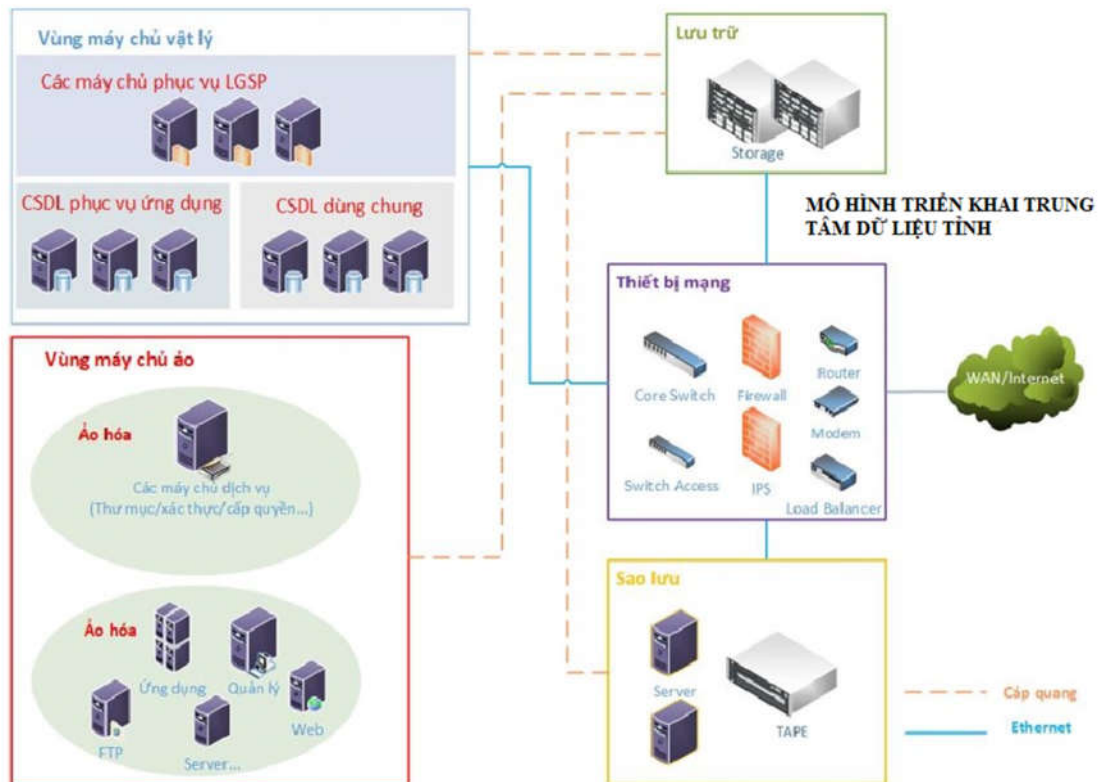 Vùng máy chủ vật lý
Các máy chủ phục vụ LGSP
CSDL phục vụ ứng dụng
CSDL dùng chung
Vùng máy chủ ảo
Ảo hóa
Các máy chủ dịch vụ
(Thư mục/xác thực/cấp quyền...)
Ảo hóa
Ứng dụng
Quản lý
Web
FTP
Server...
Lưu trữ
Storage
MÔ HÌNH TRIỂN KHAI TRUNG
TÂM DỮ LIỆU TỈNH
Thiết bị mạng
Core Switch
Firewall
Router
Modem
Switch Access
IPS
Load Balancer
WAN/Internet
Sao lưu
Server
TAPE
Cáp quang
Ethernet